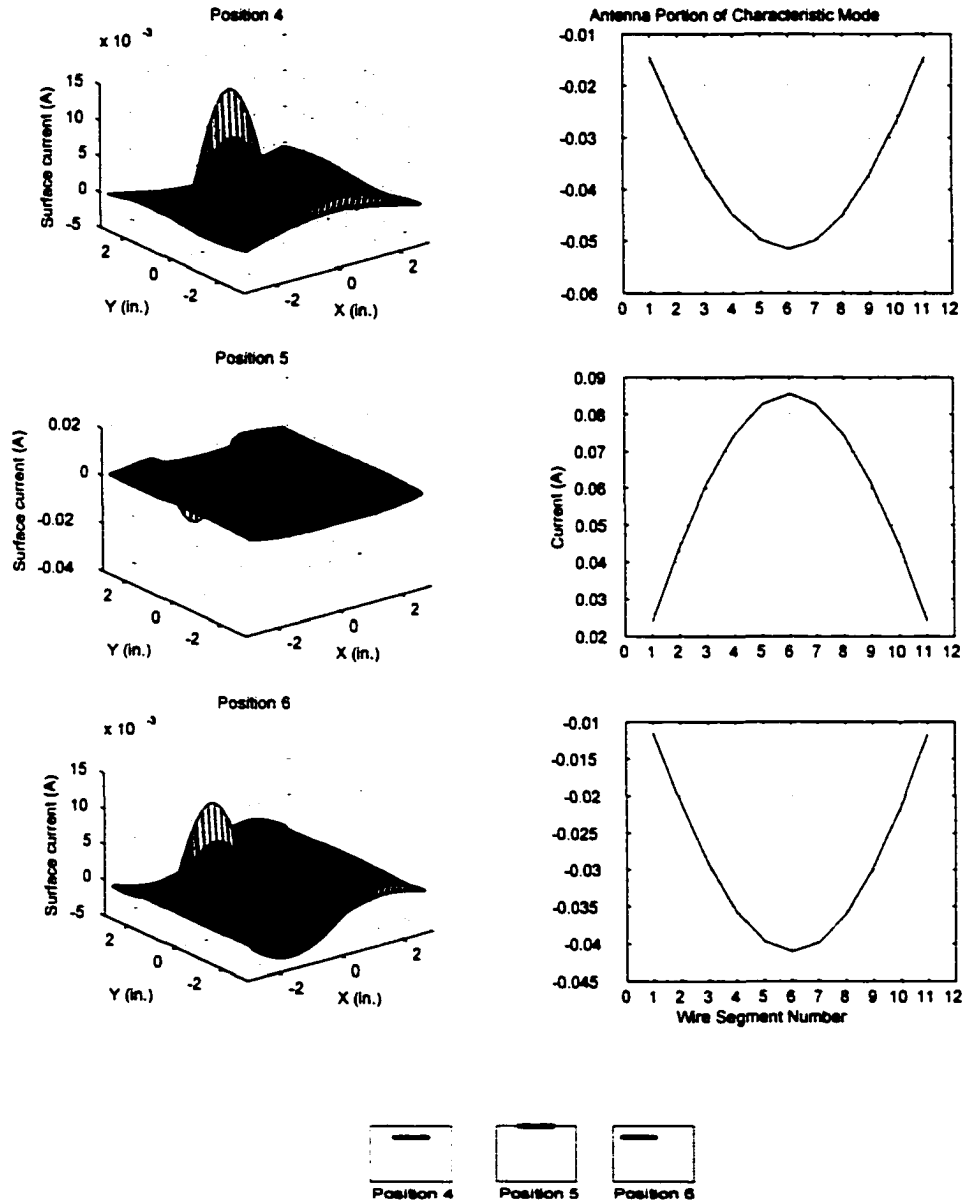 Position 4
x 10 -3
Surface current (A)
15
10
5
0
-5
2
0
-2
Y (in.)
-2
0
2
X (in.)
Antenna Portion of Characteristic Mode
-0.01
-0.02
-0.03
-0.04
-0.05
-0.06
0 1 2 3 4 5 6 7 8 9 10 11 12
Position 5
Surface current (A)
0.02
0
-0.02
-0.04
2
0
-2
Y (in.)
-2
0
2
X (in.)
Current (A)
0.09
0.08
0.07
0.06
0.05
0.04
0.03
0.02
0 1 2 3 4 5 6 7 8 9 10 11 12
Position 6
x 10 -3
Surface current (A)
15
10
5
0
-5
2
0
-2
Y (in.)
-2
0
2
X (in.)
-0.01
-0.015
-0.02
-0.025
-0.03
-0.035
-0.04
-0.045
0 1 2 3 4 5 6 7 8 9 10 11 12
Wire Segment Number
Position 4
Position 5
Position 6